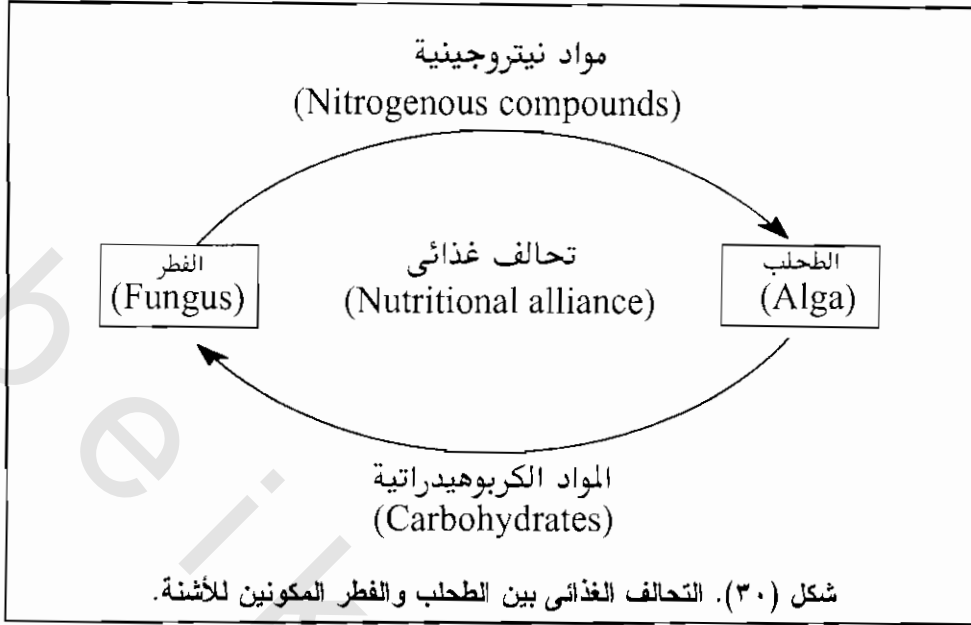 مواد نيتروجينية
(Nitrogenous compounds)
الفطر
(Fungus)
تحالف غذائى
(Nutritional alliance)
الطحلب
(Alga)
المواد الكربوهيدراتية
(Carbohydrates)
شكل (٣٠). التحالف الغذائى بين الطحلب والفطر المكونين للأشنة.